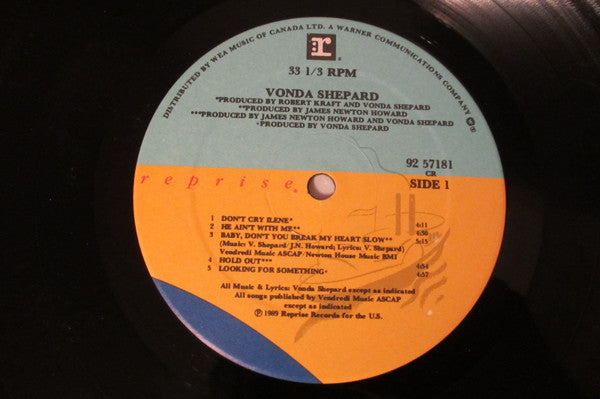 DISTRIBUTED BY WEA MUSIC OF CANADA LTD. A WARNER COMMUNICATIONS COMPANY
r
33 1/3 RPM
VONDA SHEPARD
*PRODUCED BY ROBERT KRAFT AND VONDA SHEPARD
**PRODUCED BY JAMES NEWTON HOWARD
***PRODUCED BY JAMES NEWTON HOWARD AND VONDA SHEPARD
+PRODUCED BY VONDA SHEPARD
92 57181
CR
reprise
SIDE 1
1 DON'T CRY ILENE* 4:11
2 HE AIN'T WITH ME** 4:50
3 BABY, DON'T YOU BREAK MY HEART SLOW** 5:15
(Music: V. Shepard/J.N. Howard; Lyrics: V. Shepard)
Vendredi Music ASCAP/Newton House Music BMI
4 HOLD OUT*** 4:54
5 LOOKING FOR SOMETHING+ 4:57
All Music & Lyrics: Vonda Shepard except as indicated
All songs published by Vendredi Music ASCAP
except as indicated
℗ 1989 Reprise Records for the U.S.